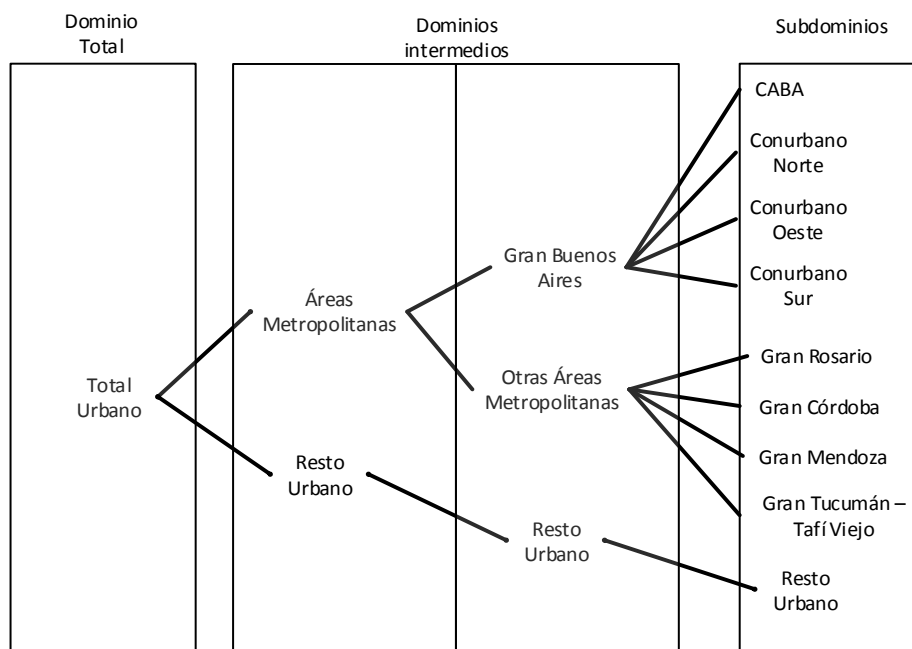 Dominio
Total
Dominios
intermedios
Subdominios
Total
Urbano
Áreas
Metropolitanas
Resto
Urbano
Gran Buenos
Aires
Otras Áreas
Metropolitanas
Resto
Urbano
CABA
Conurbano
Norte
Conurbano
Oeste
Conurbano
Sur
Gran Rosario
Gran Córdoba
Gran Mendoza
Gran Tucumán –
Tafí Viejo
Resto
Urbano